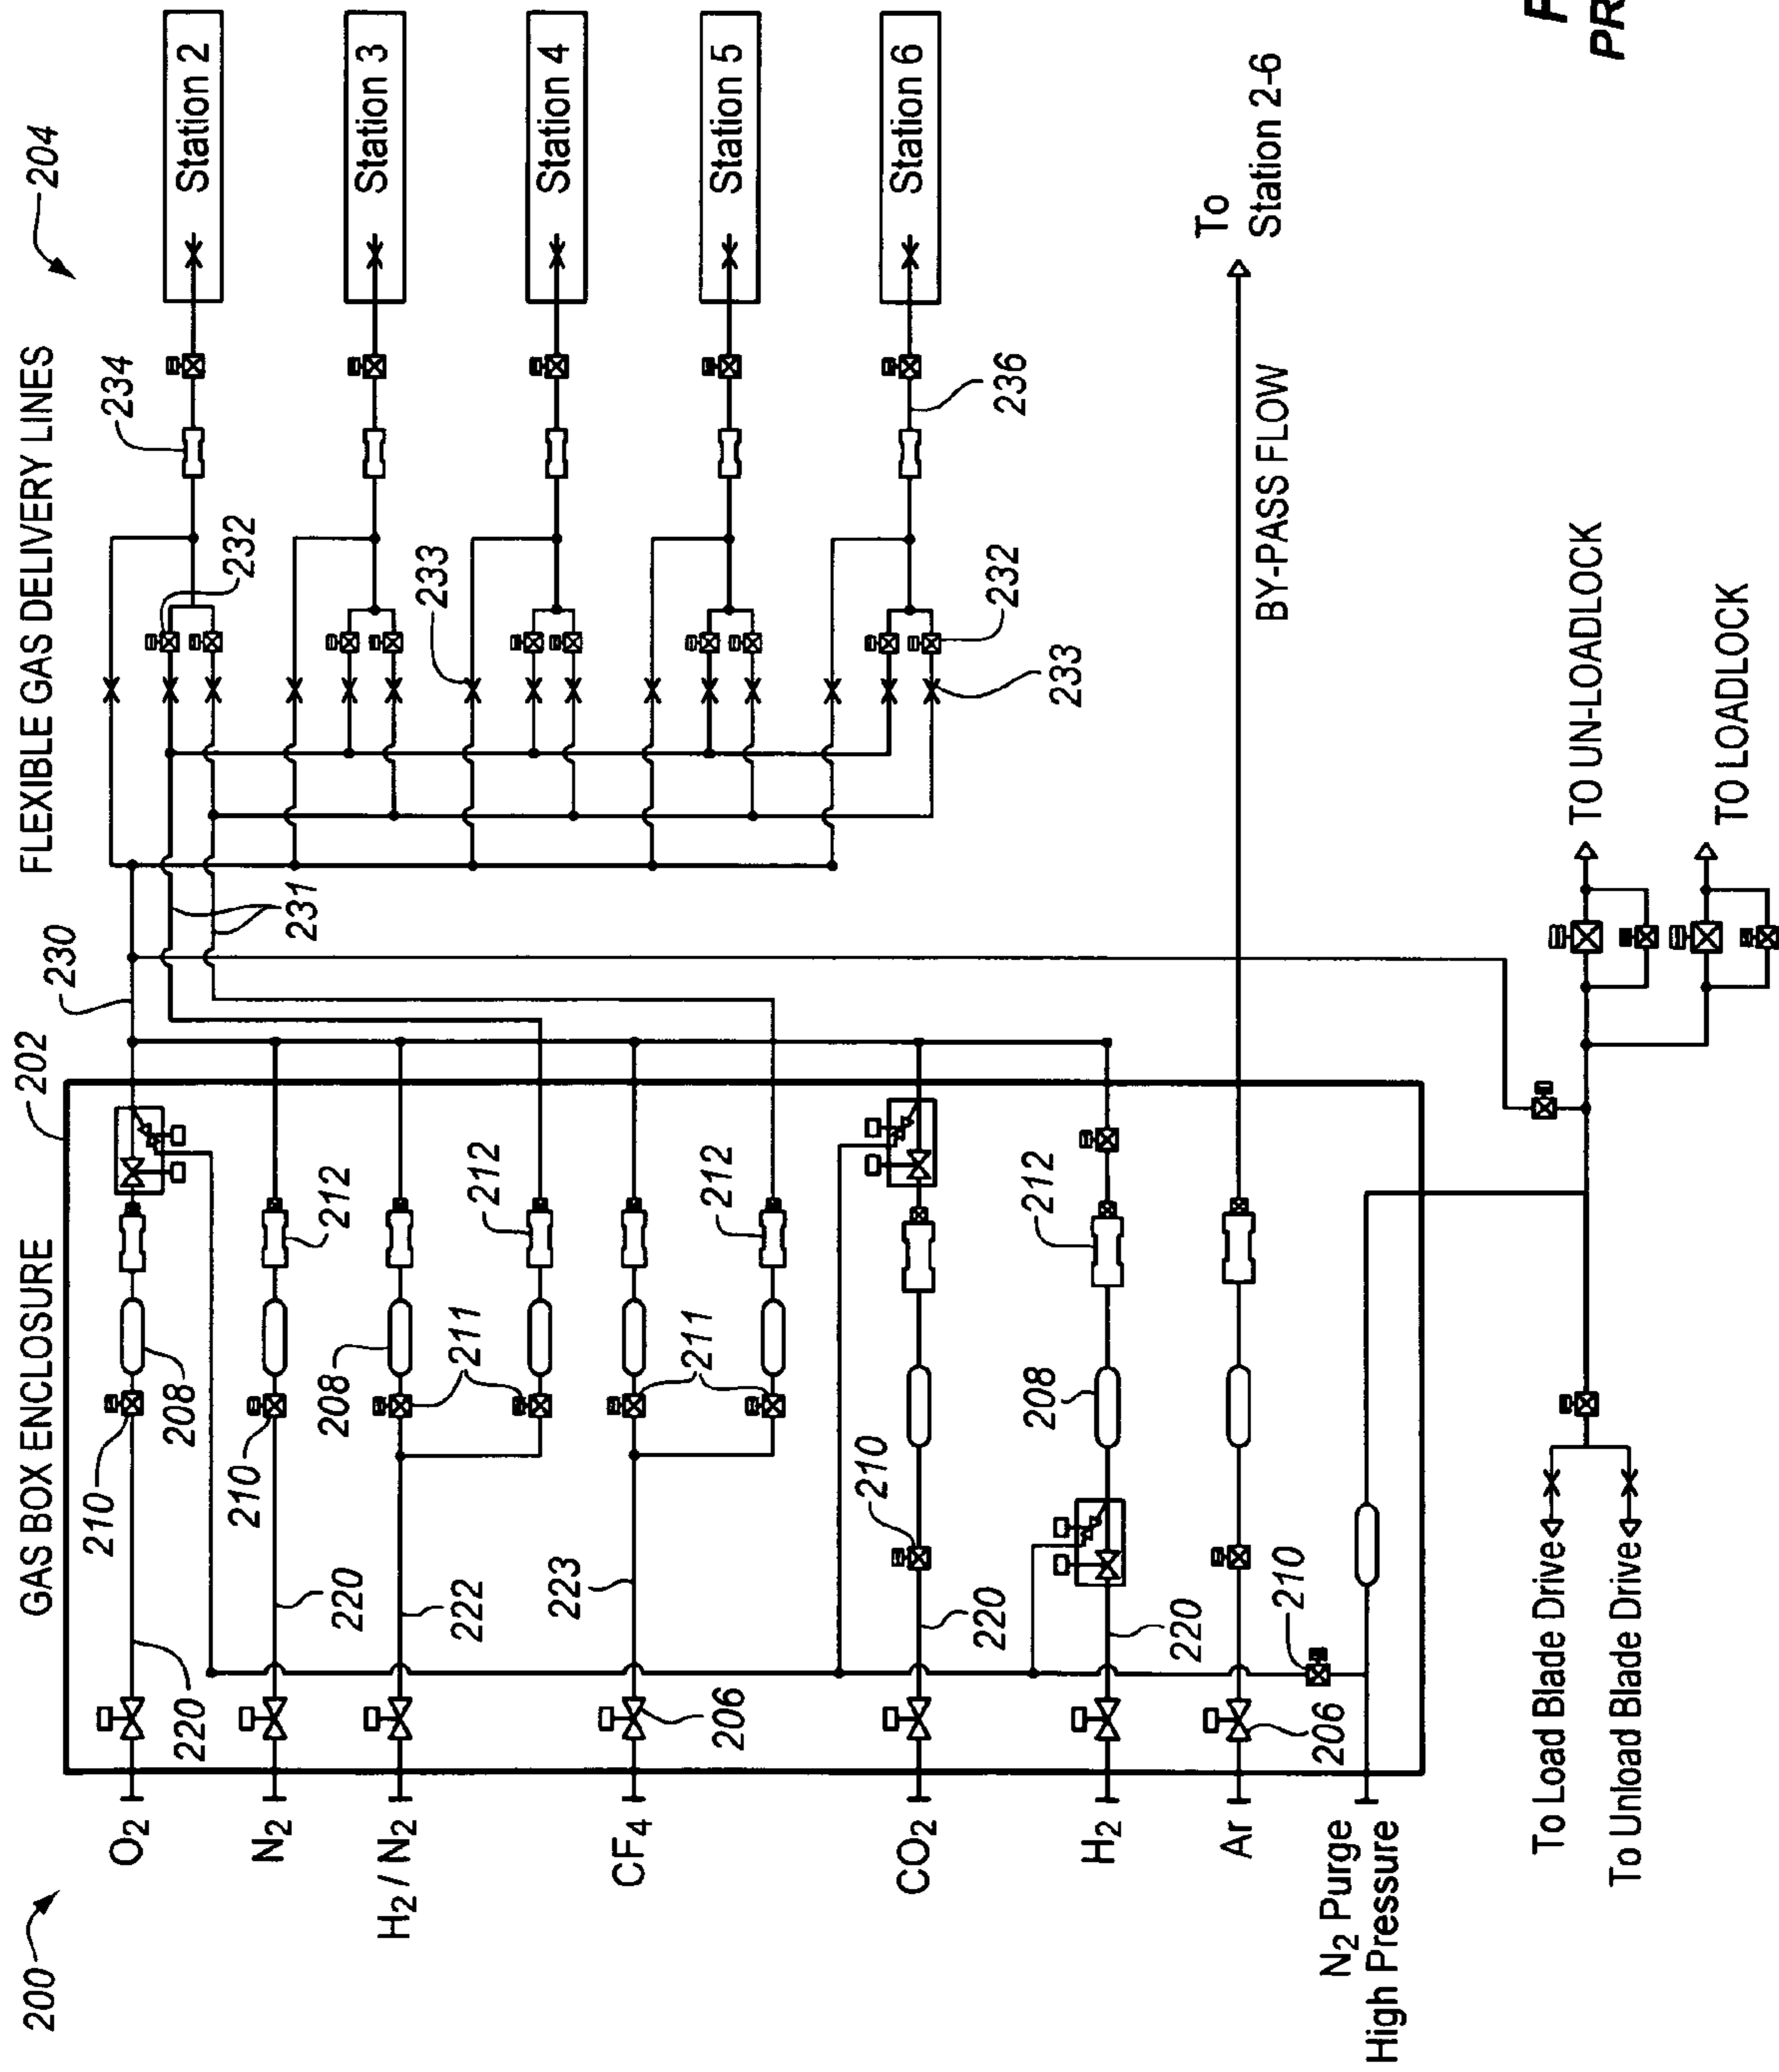 200
GAS BOX ENCLOSURE
202
FLEXIBLE GAS DELIVERY LINES
204
230
234
210
O2
208
220
Station 2
232
210
N2
231
220
212
208
Station 3
H2 / N2
233
222
211
212
Station 4
223
CF4
211
212
206
Station 5
210
CO2
Station 6
220
236
232
208
212
233
H2
220
To
Station 2-6
Ar
BY-PASS FLOW
210
206
N2 Purge
High Pressure
To Load Blade Drive
TO UN-LOADLOCK
To Unload Blade Drive
TO LOADLOCK
F
PR